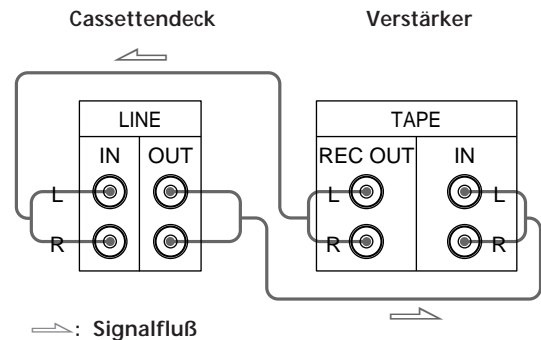 Cassettendeck Verstärker
LINE TAPE
IN OUT REC OUT IN
L L L
R R R
: Signalfluß